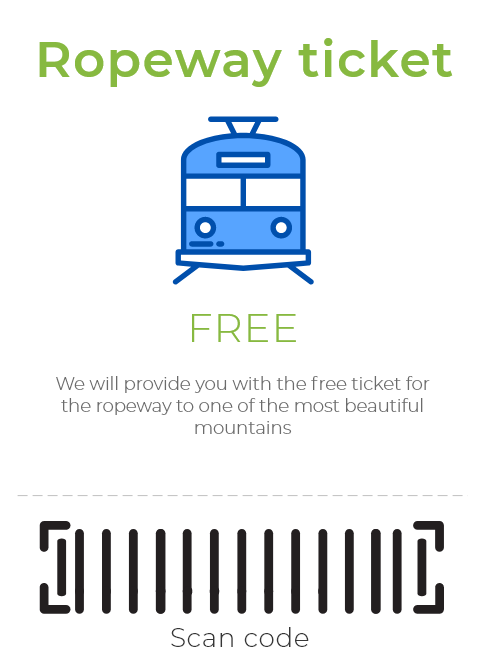 Ropeway ticket
FREE
We will provide you with the free ticket for
the ropeway to one of the most beautiful
mountains
Scan code